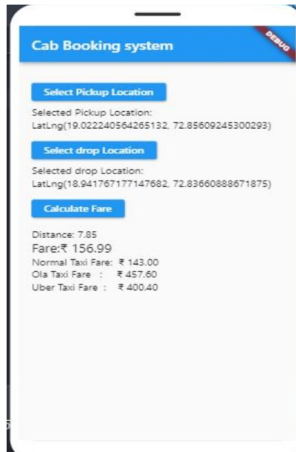 DEBUG
Cab Booking system
Select Pickup Location
Selected Pickup Location:
LatLng(19.022240564265132, 72.85609245300293)
Select drop Location
Selected drop Location:
LatLng(18.941767177147682, 72.83660888671875)
Calculate Fare
Distance: 7.85
Fare:₹ 156.99
Normal Taxi Fare: ₹ 143.00
Ola Taxi Fare : ₹ 457.60
Uber Taxi Fare : ₹ 400.40